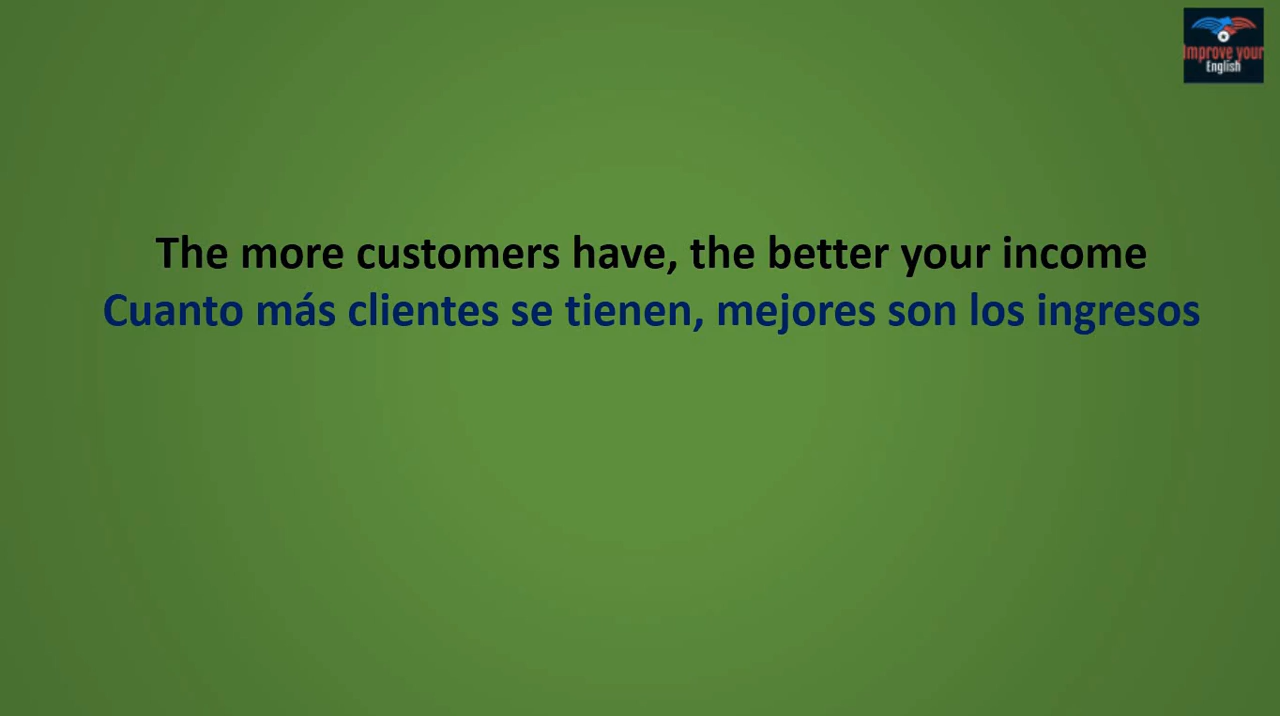 Improve your
English
The more customers have, the better your income
Cuanto más clientes se tienen, mejores son los ingresos